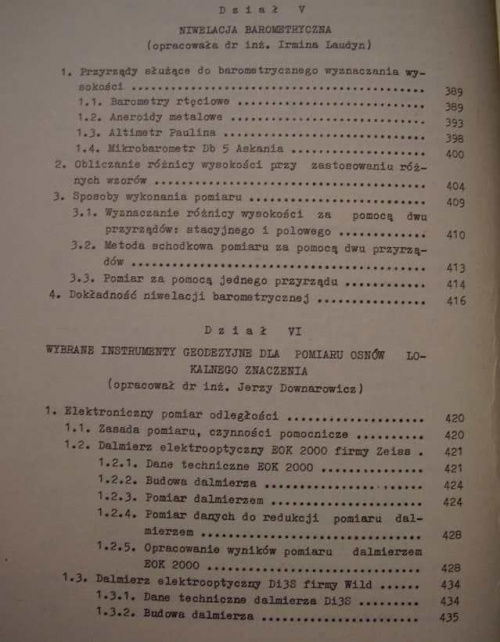 D z i a ł V
NIWELACJA BAROMETRYCZNA
(opracowała dr inż. Irmina Laudyn)
1. Przyrządy służące do barometrycznego wyznaczania wy-
sokości ........................................ 389
1.1. Barometry rtęciowe ........................ 389
1.2. Aneroidy metalowe ......................... 393
1.3. Altimetr Paulina .......................... 398
1.4. Mikrobarometr Db 5 Askania ................ 400
2. Obliczanie różnicy wysokości przy zastosowaniu róż-
nych wzorów .................................... 404
3. Sposoby wykonania pomiaru ................... 409
3.1. Wyznaczanie różnicy wysokości za pomocą dwu
przyrządów: stacyjnego i polowego .............. 410
3.2. Metoda schodkowa pomiaru za pomocą dwu przyrzą-
dów ............................................ 413
3.3. Pomiar za pomocą jednego przyrządu ........ 414
4. Dokładność niwelacji barometrycznej ......... 416
D z i a ł VI
WYBRANE INSTRUMENTY GEODEZYJNE DLA POMIARU OSNÓW LO-
KALNEGO ZNACZENIA
(opracował dr inż. Jerzy Downarowicz)
1. Elektroniczny pomiar odległości ............. 420
1.1. Zasada pomiaru, czynności pomocnicze ...... 420
1.2. Dalmierz elektrooptyczny EOK 2000 firmy Zeiss . 421
1.2.1. Dane techniczne EOK 2000 ................ 421
1.2.2. Budowa dalmierza ........................ 424
1.2.3. Pomiar dalmierzem ....................... 424
1.2.4. Pomiar danych do redukcji pomiaru dal-
mierzem ........................................ 428
1.2.5. Opracowanie wyników pomiaru dalmierzem
EOK 2000 ....................................... 428
1.3. Dalmierz elektrooptyczny Di3S firmy Wild ...... 434
1.3.1. Dane techniczne dalmierza Di3S .......... 434
1.3.2. Budowa dalmierza ........................ 435